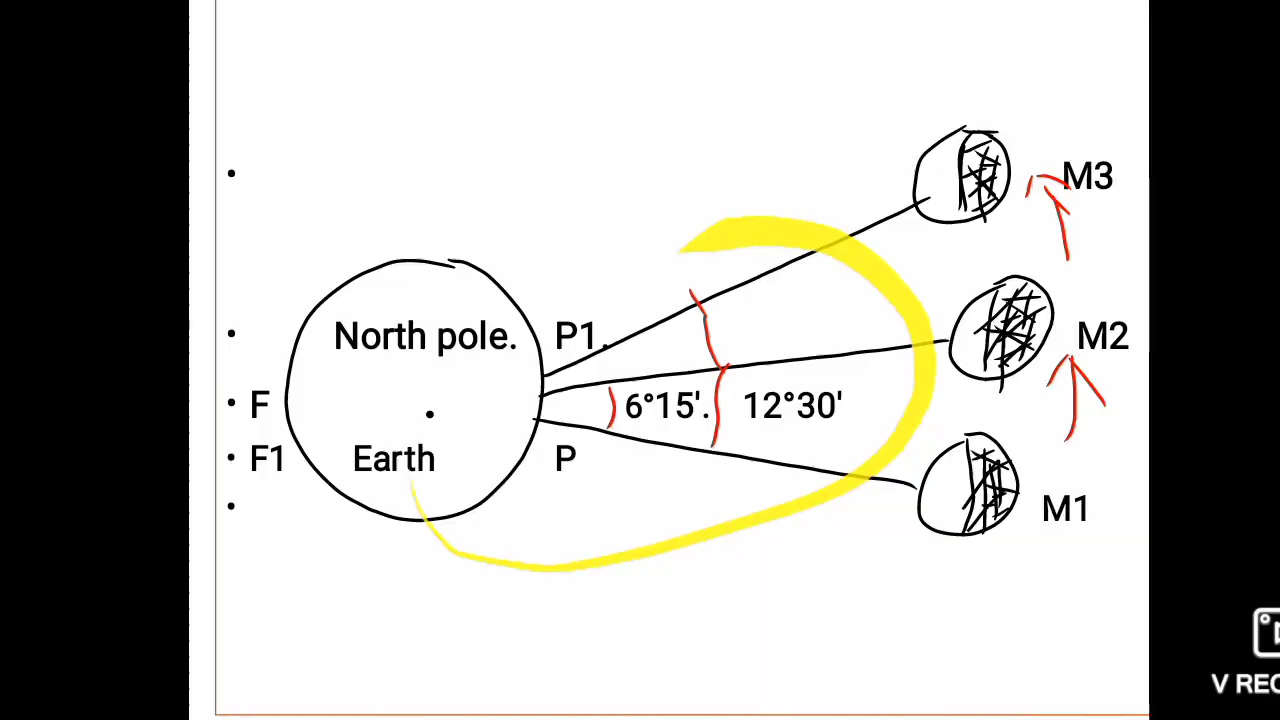 M3
North pole. P1. M2
F 6°15'. 12°30'
F1 Earth P
M1
V REC